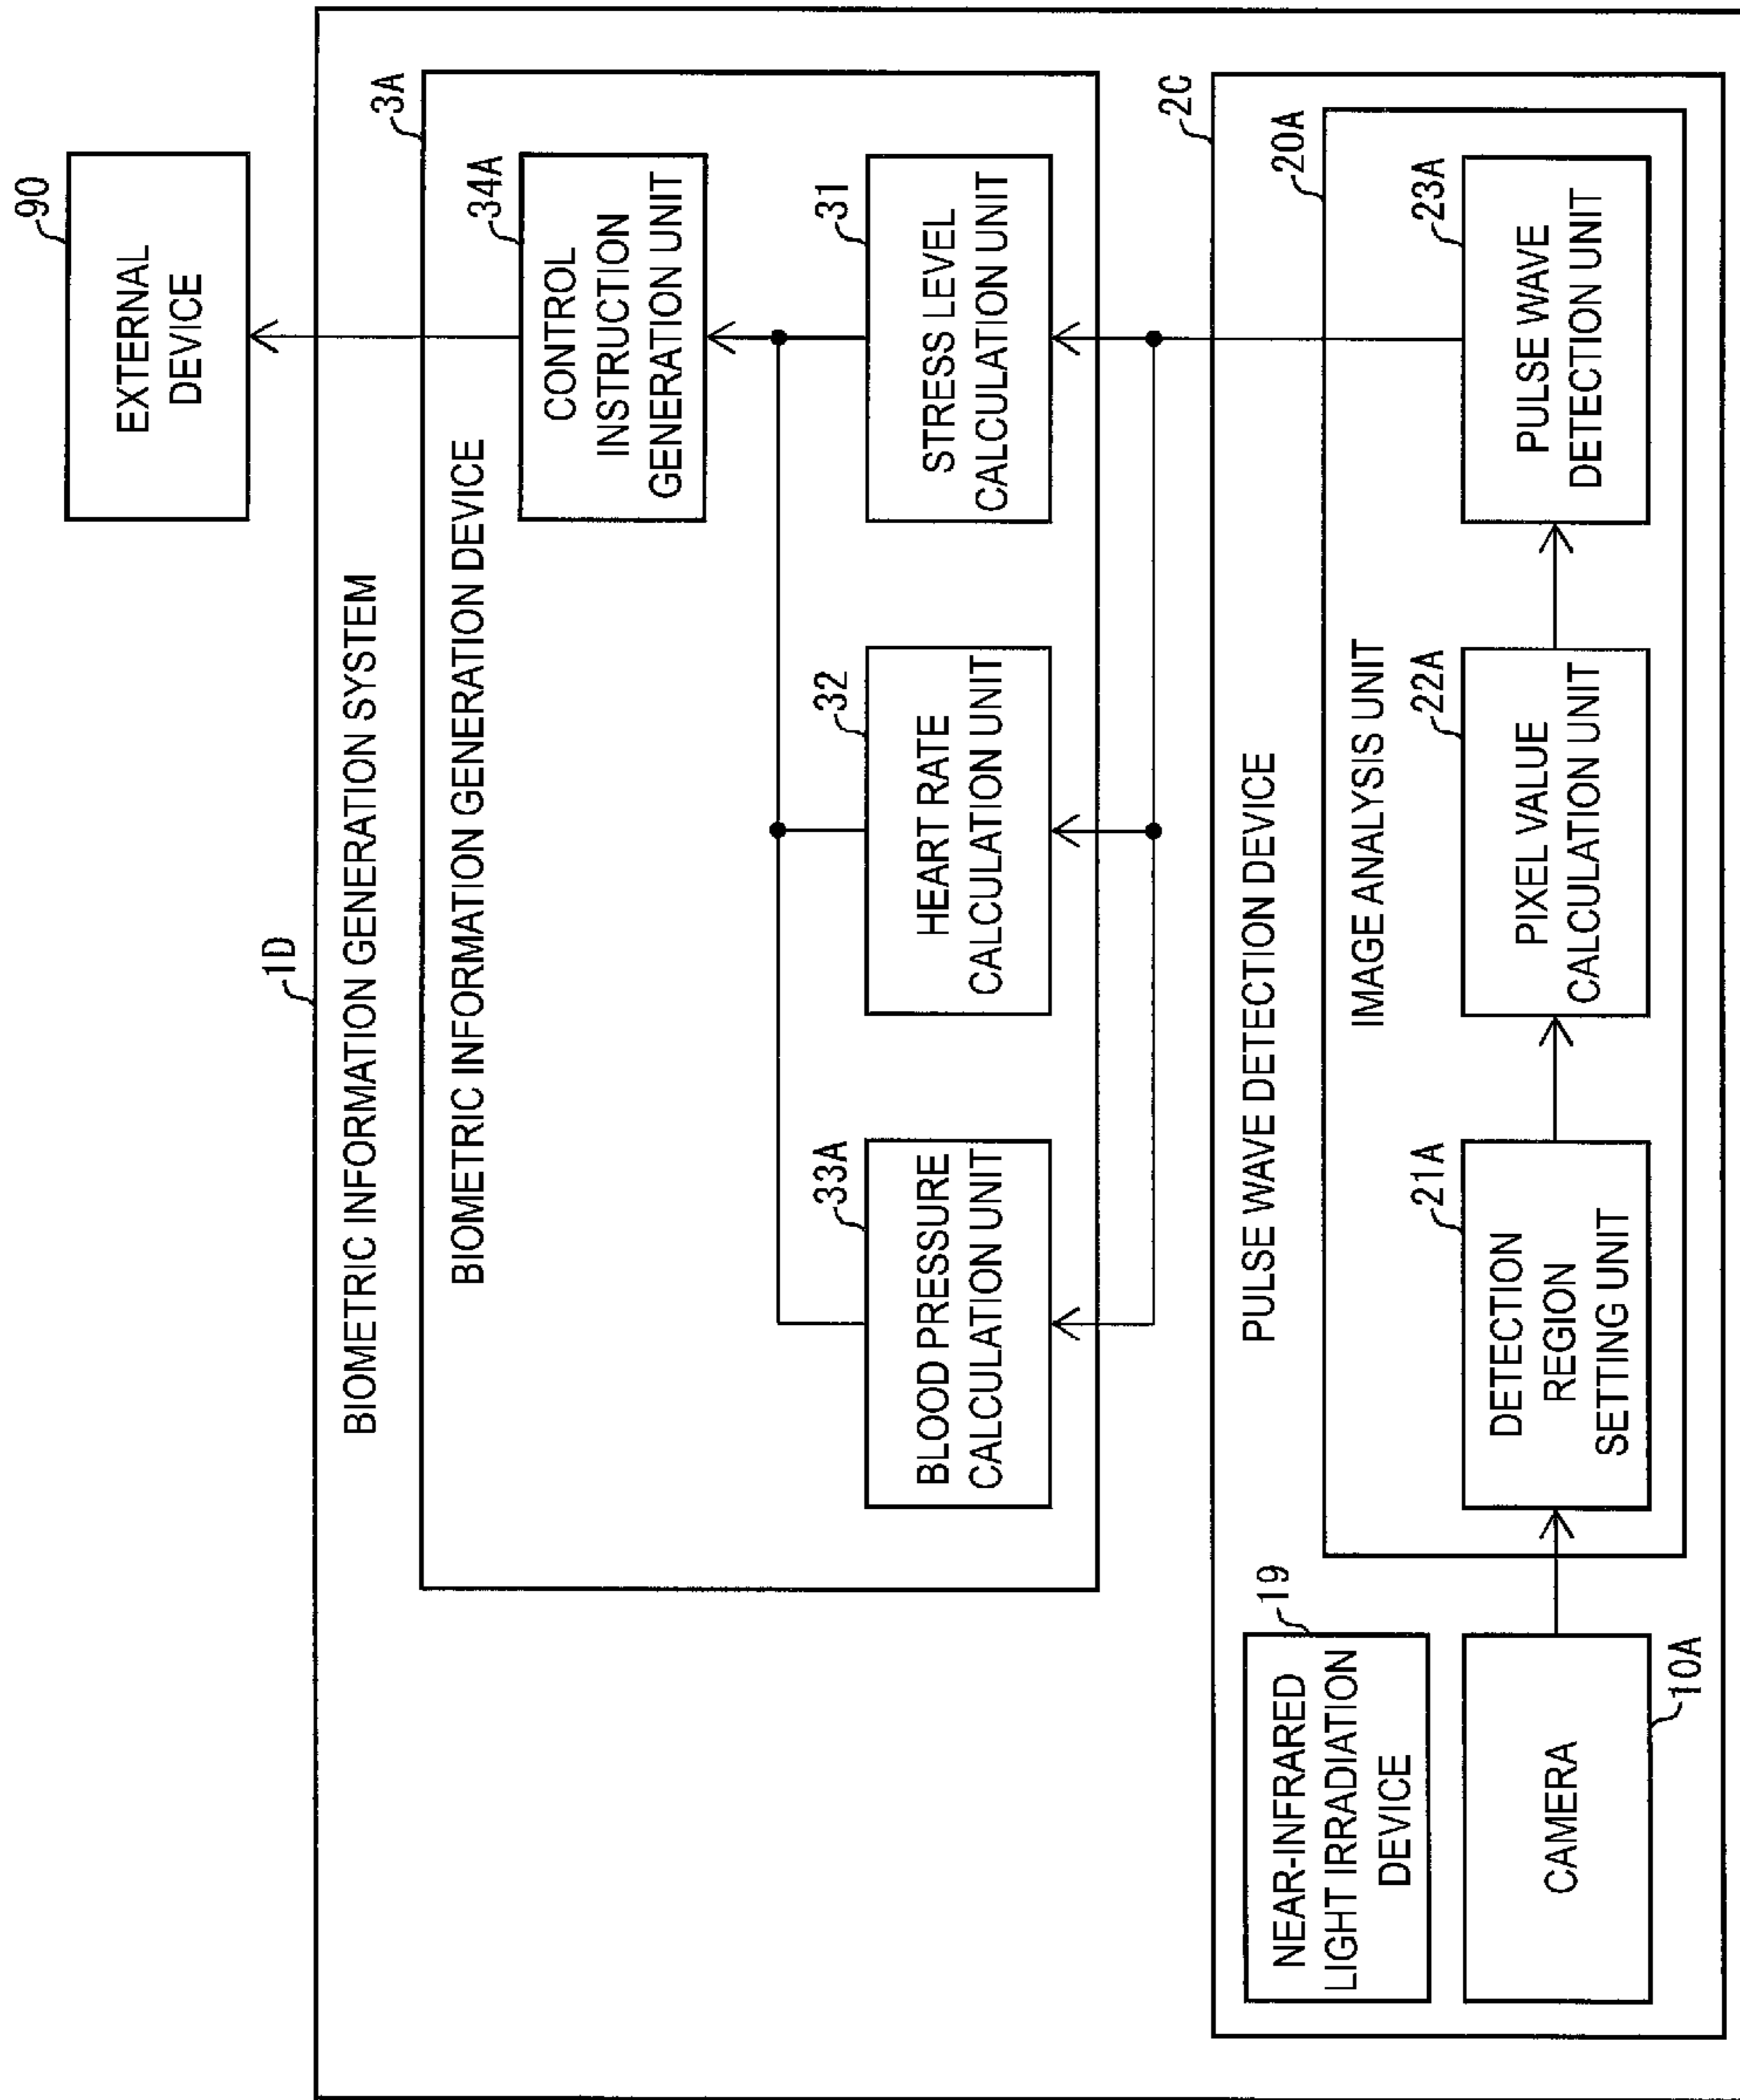 90
EXTERNAL
DEVICE
1D
BIOMETRIC INFORMATION GENERATION SYSTEM
3A
BIOMETRIC INFORMATION GENERATION DEVICE
34A
CONTROL
INSTRUCTION
GENERATION UNIT
33A
BLOOD PRESSURE
CALCULATION UNIT
32
HEART RATE
CALCULATION UNIT
31
STRESS LEVEL
CALCULATION UNIT
2C
PULSE WAVE DETECTION DEVICE
19
NEAR-INFRARED
LIGHT IRRADIATION
DEVICE
CAMERA
10A
20A
IMAGE ANALYSIS UNIT
21A
DETECTION
REGION
SETTING UNIT
22A
PIXEL VALUE
CALCULATION UNIT
23A
PULSE WAVE
DETECTION UNIT